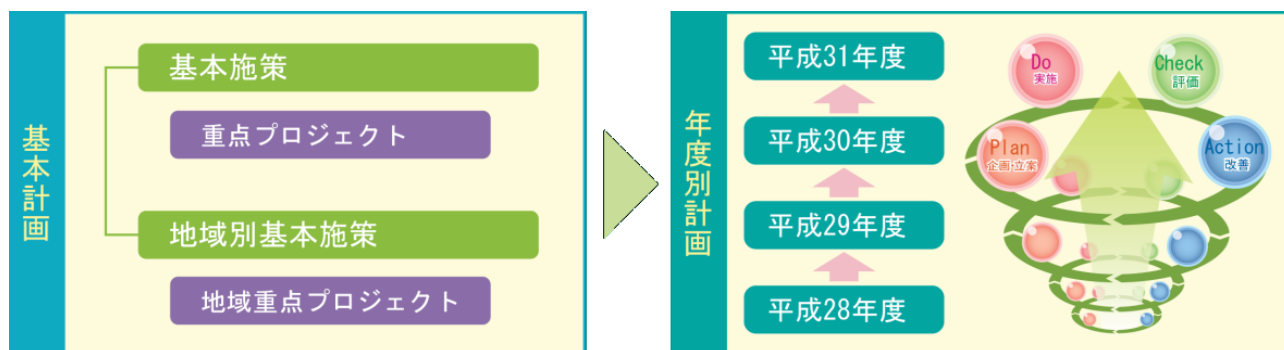 基本計画
基本施策
重点プロジェクト
地域別基本施策
地域重点プロジェクト
年度別計画
平成31年度
平成30年度
平成29年度
平成28年度
Do
実施
Check
評価
Plan
企画・立案
Action
改善